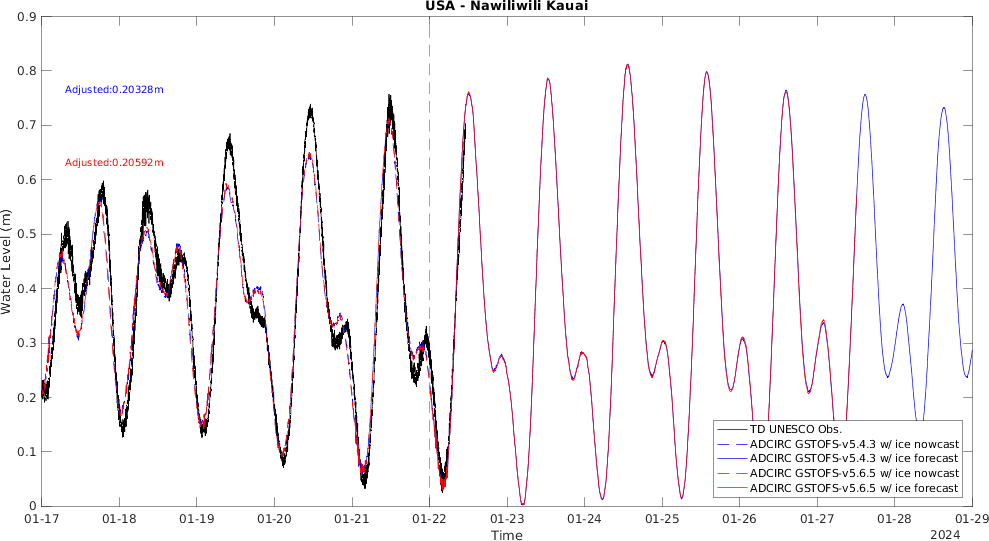 USA - Nawiliwili Kauai
0.9
0.8
0.7
0.6
0.5
0.4
0.3
0.2
0.1
0
Water Level (m)
Adjusted:0.20328m
Adjusted:0.20592m
TD UNESCO Obs.
ADCIRC GSTOFS-v5.4.3 w/ ice nowcast
ADCIRC GSTOFS-v5.4.3 w/ ice forecast
ADCIRC GSTOFS-v5.6.5 w/ ice nowcast
ADCIRC GSTOFS-v5.6.5 w/ ice forecast
01-17 01-18 01-19 01-20 01-21 01-22 01-23 01-24 01-25 01-26 01-27 01-28 01-29
Time
2024